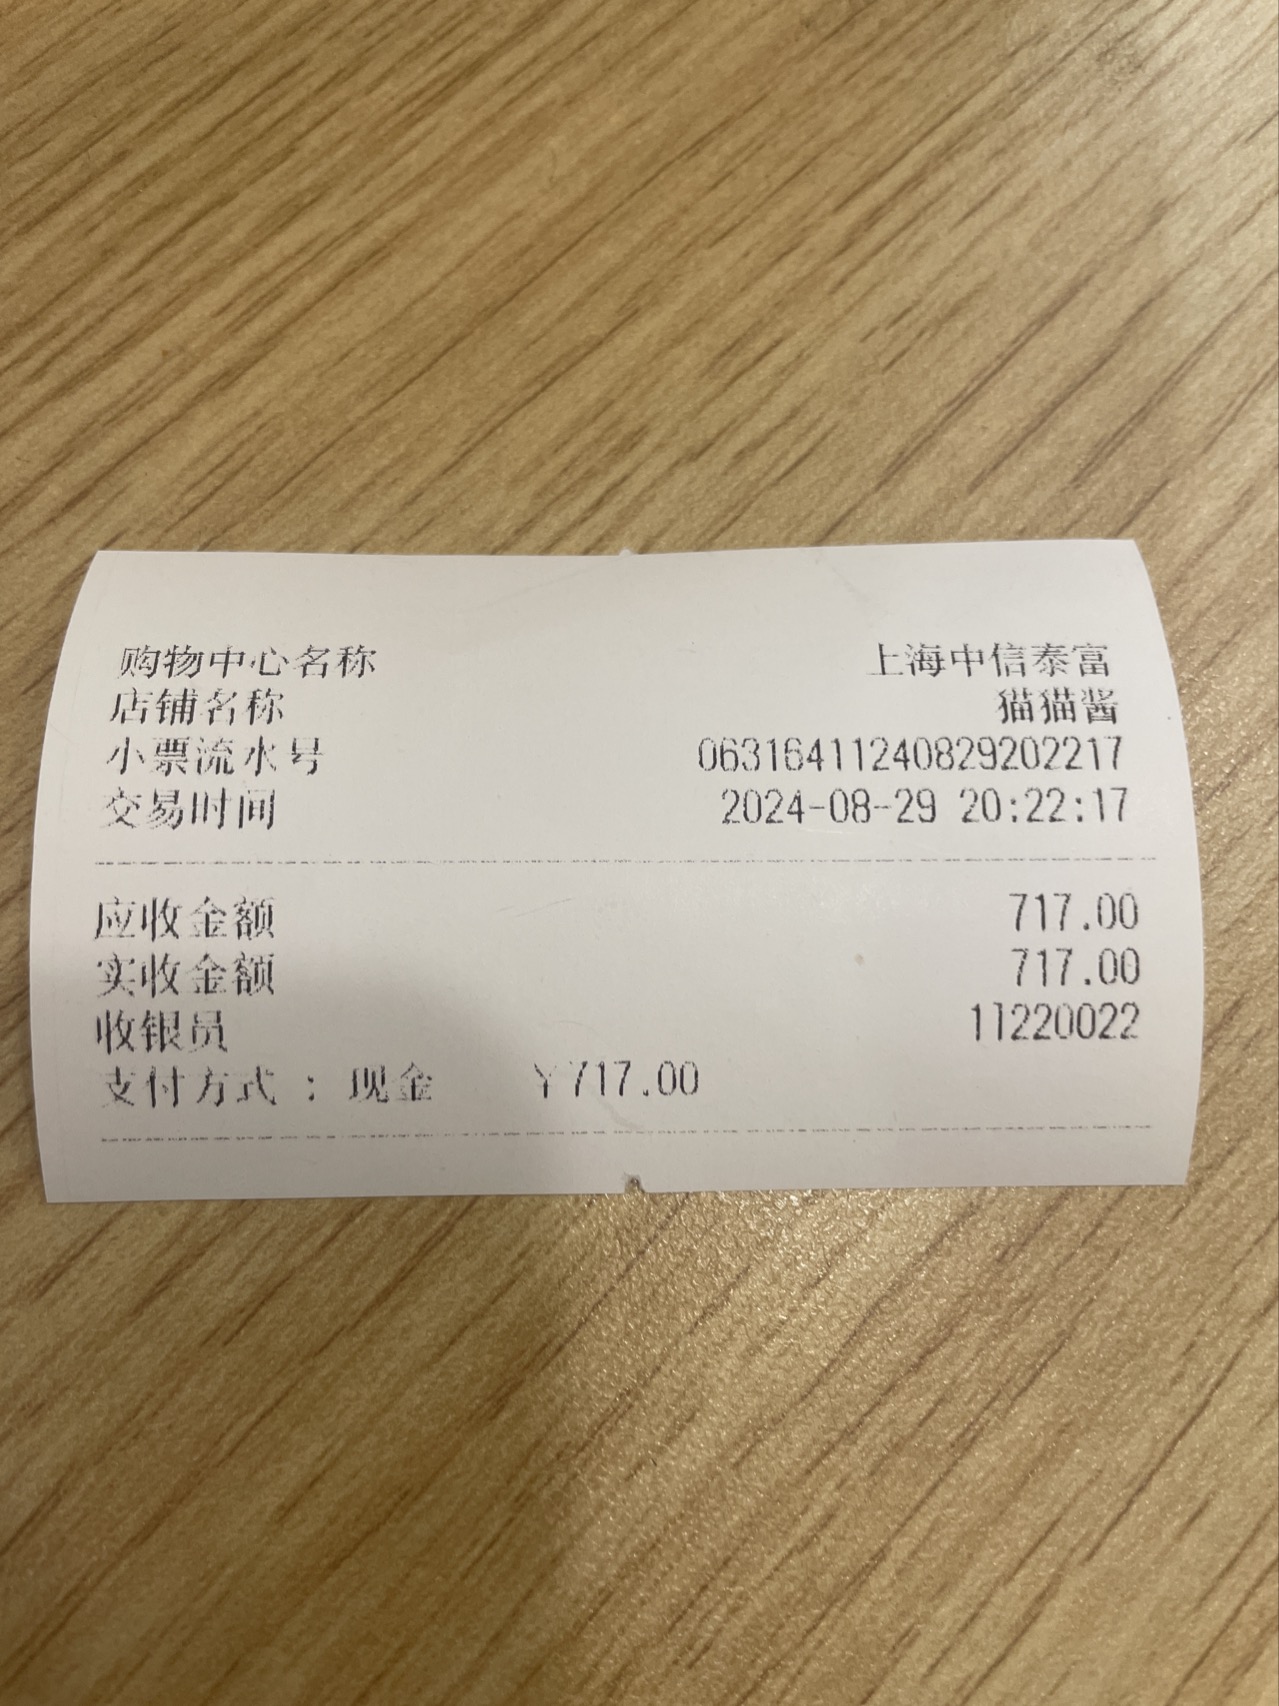 购物中心名称 上海中信泰富
店铺名称 猫猫酱
小票流水号 06316411240829202217
交易时间 2024-08-29 20:22:17
应收金额 717.00
实收金额 717.00
收银员 11220022
支付方式 : 现金 ￥717.00